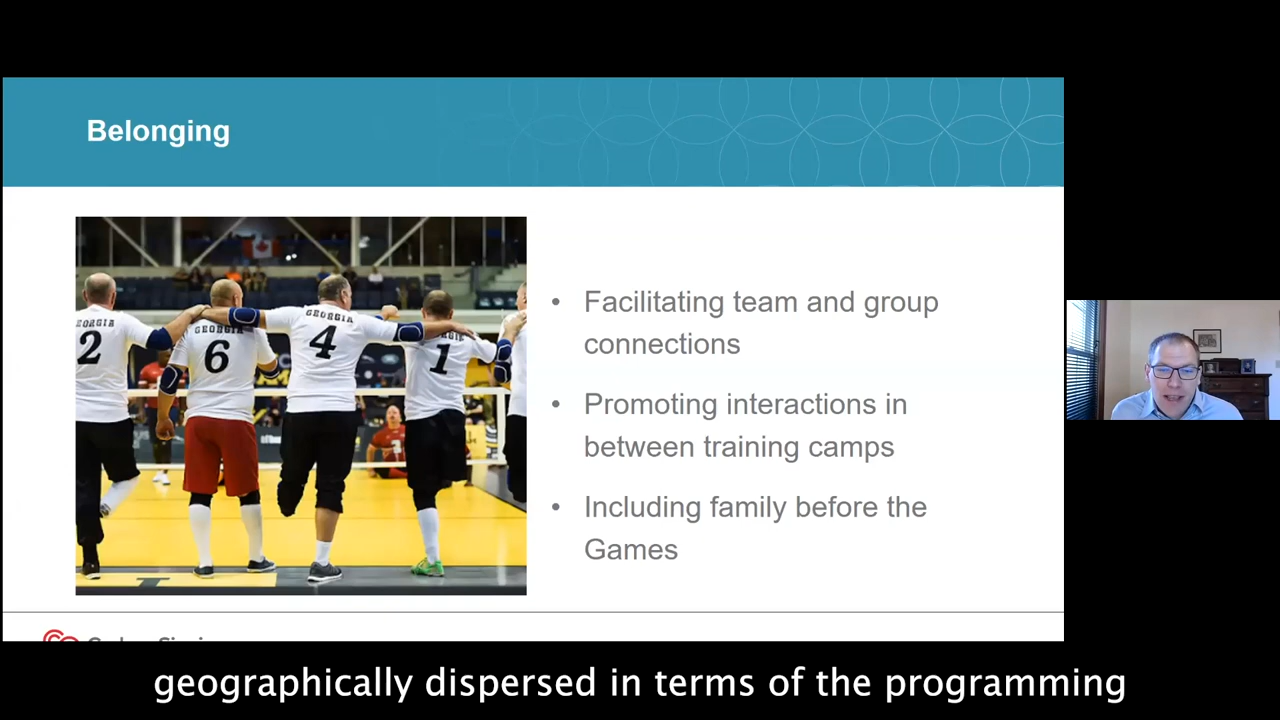 Belonging
GEORGIA
2
GEORGIA
6
GEORGIA
4
1
• Facilitating team and group
connections
• Promoting interactions in
between training camps
• Including family before the
Games
geographically dispersed in terms of the programming